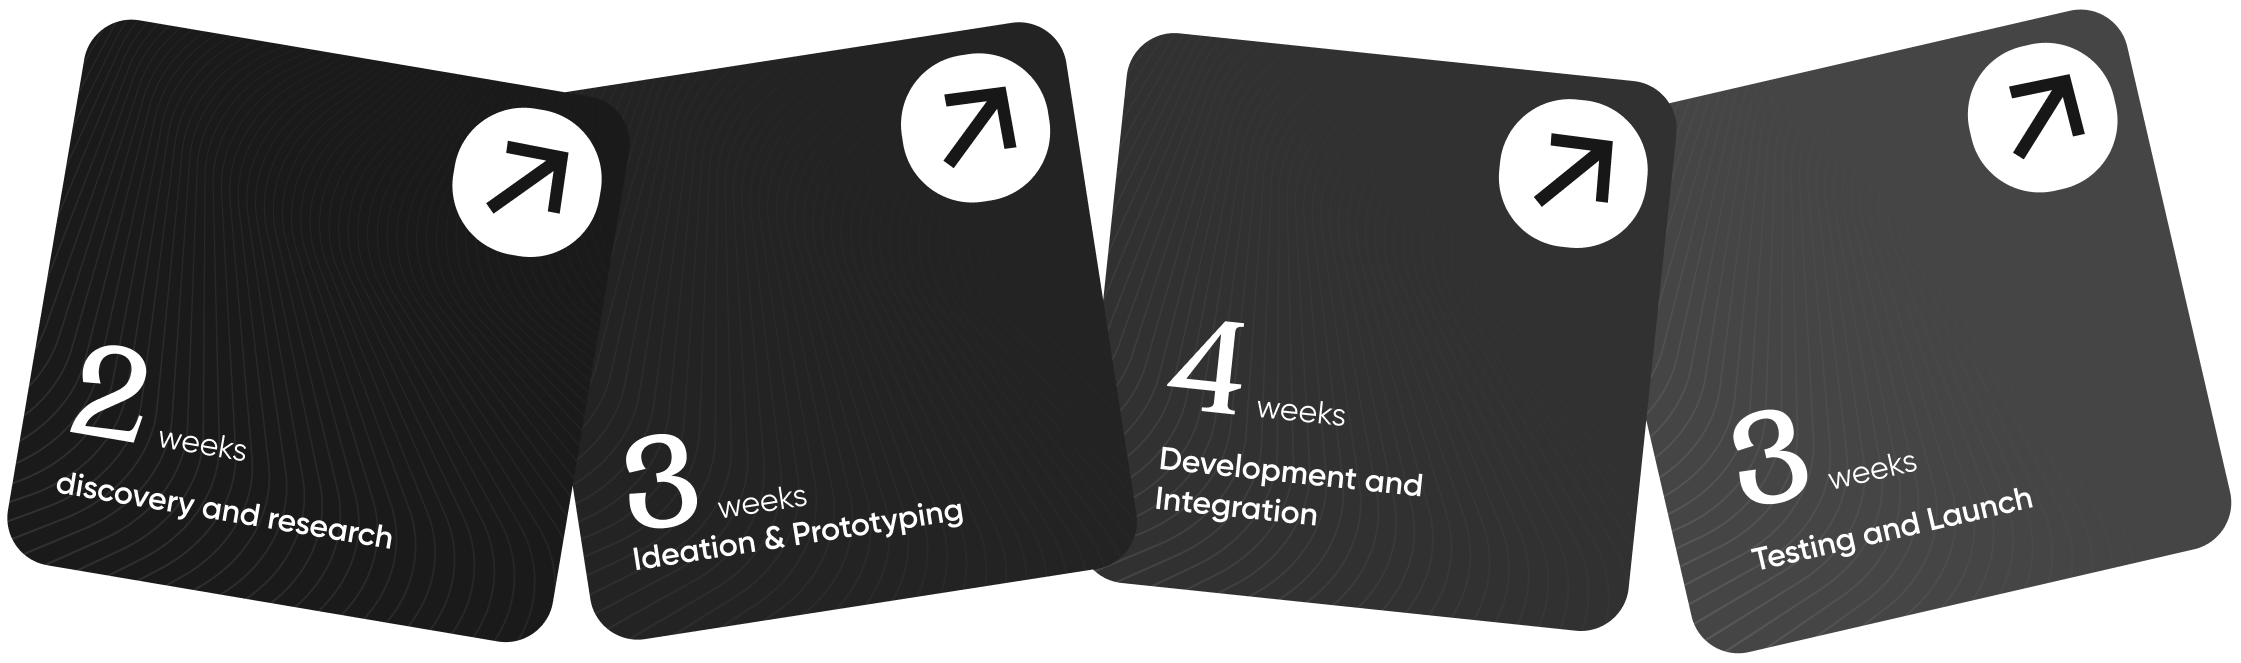 2 weeks
discovery and research
3 weeks
Ideation & Prototyping
4 weeks
Development and
Integration
3 weeks
Testing and Launch